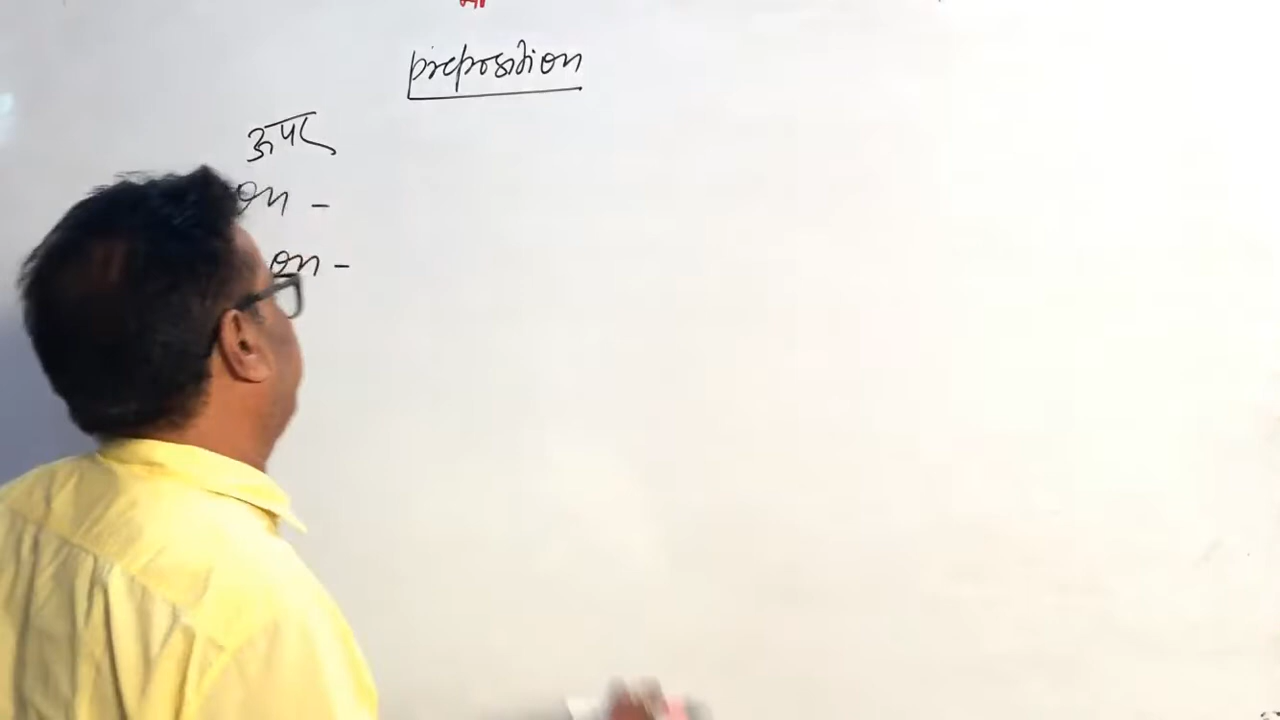 preposition
ऊपर
on -
on -